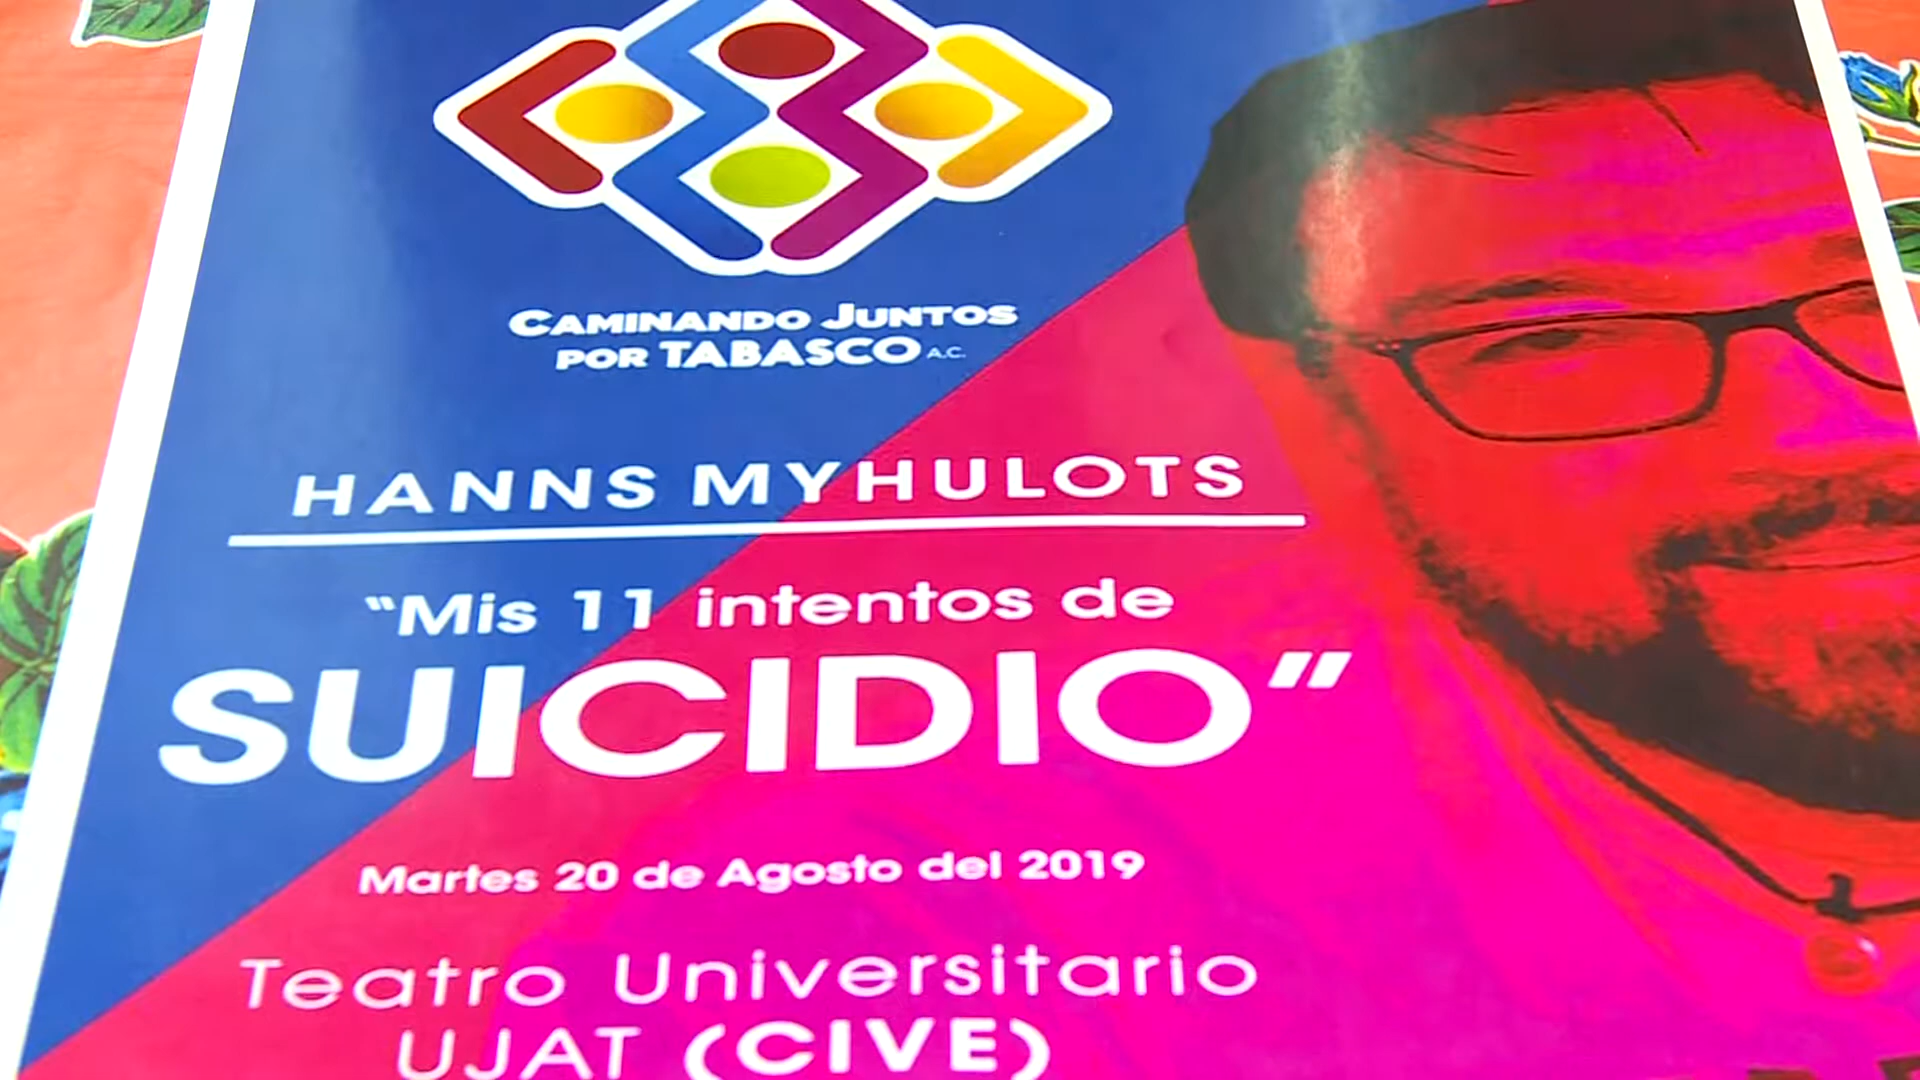 CAMINANDO JUNTOS
POR TABASCO A.C.
HANNS MYHULOTS
"Mis 11 intentos de
SUICIDIO"
Martes 20 de Agosto del 2019
Teatro Universitario
UJAT (CIVE)